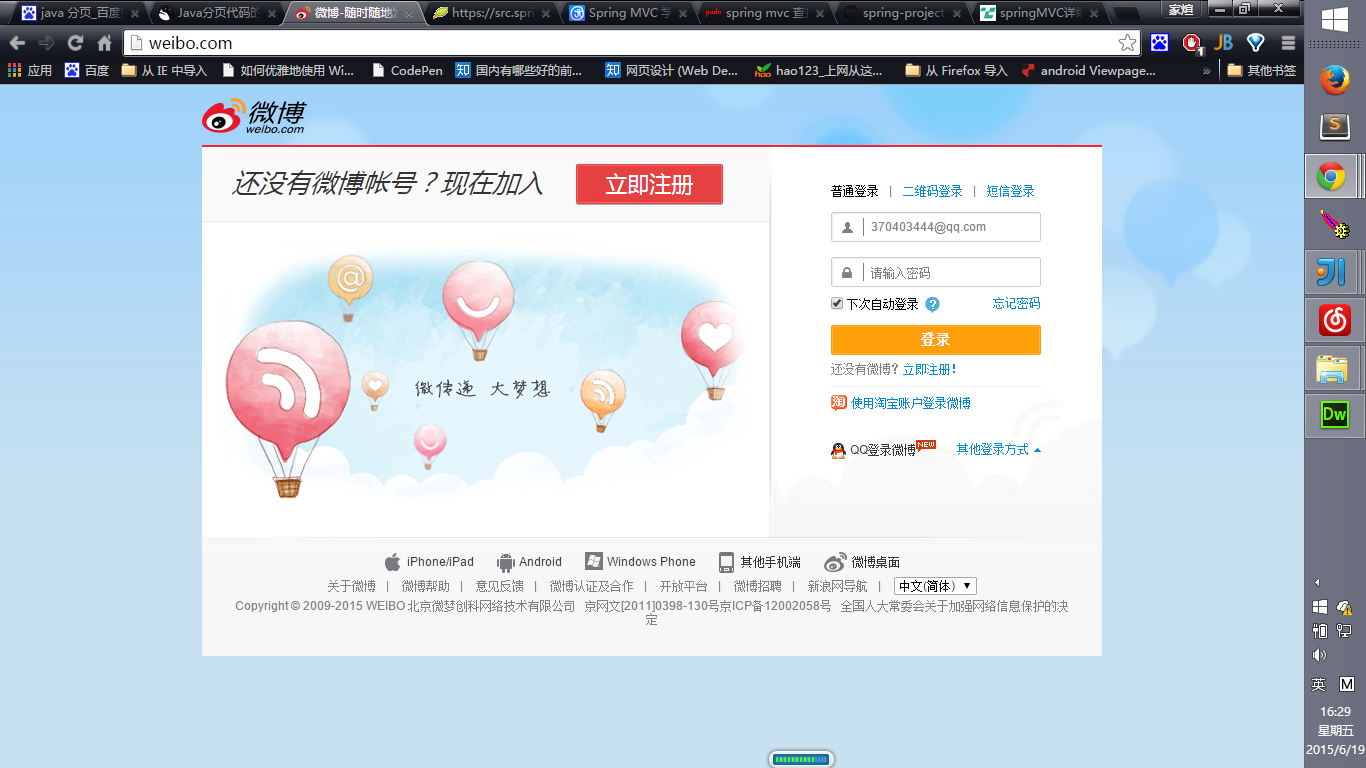 java 分页_百度
Java分页代码的
微博-随时随地发
https://src.spri
Spring MVC 学
spring mvc 查
spring-project
springMVC详细
家煊
weibo.com
1
JB
应用
百度
从 IE 中导入
如何优雅地使用 Wi...
CodePen
知 国内有哪些好的前...
知 网页设计 (Web De...
hao123_上网从这...
从 Firefox 导入
android Viewpage...
»
其他书签
微博
weibo.com
还没有微博帐号？现在加入
立即注册
普通登录 | 二维码登录 | 短信登录
370403444@qq.com
请输入密码
下次自动登录 ?
忘记密码
登录
还没有微博？立即注册！
淘 使用淘宝账户登录微博
QQ登录微博 NEW
其他登录方式
@
微传递 大梦想
iPhone/iPad
Android
Windows Phone
其他手机端
微博桌面
关于微博 | 微博帮助 | 意见反馈 | 微博认证及合作 | 开放平台 | 微博招聘 | 新浪网导航 | 中文(简体) ▼
Copyright © 2009-2015 WEIBO 北京微梦创科网络技术有限公司 京网文[2011]0398-130号京ICP备12002058号 全国人大常委会关于加强网络信息保护的决
定
S
Dw
英 M
16:29
星期五
2015/6/19